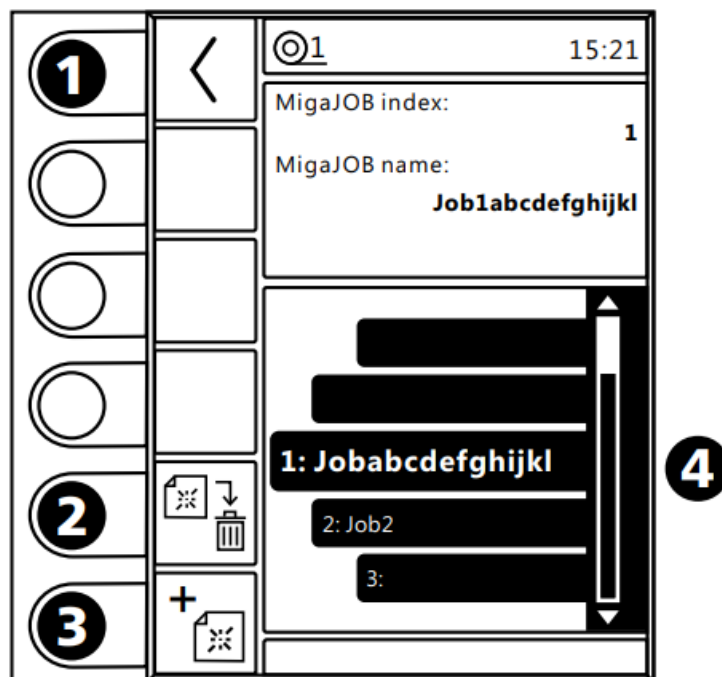 1
15:21
MigaJOB index:
1
MigaJOB name:
Job1abcdefghijkl
1: Jobabcdefghijkl
2: Job2
3:
1
2
3
+
4